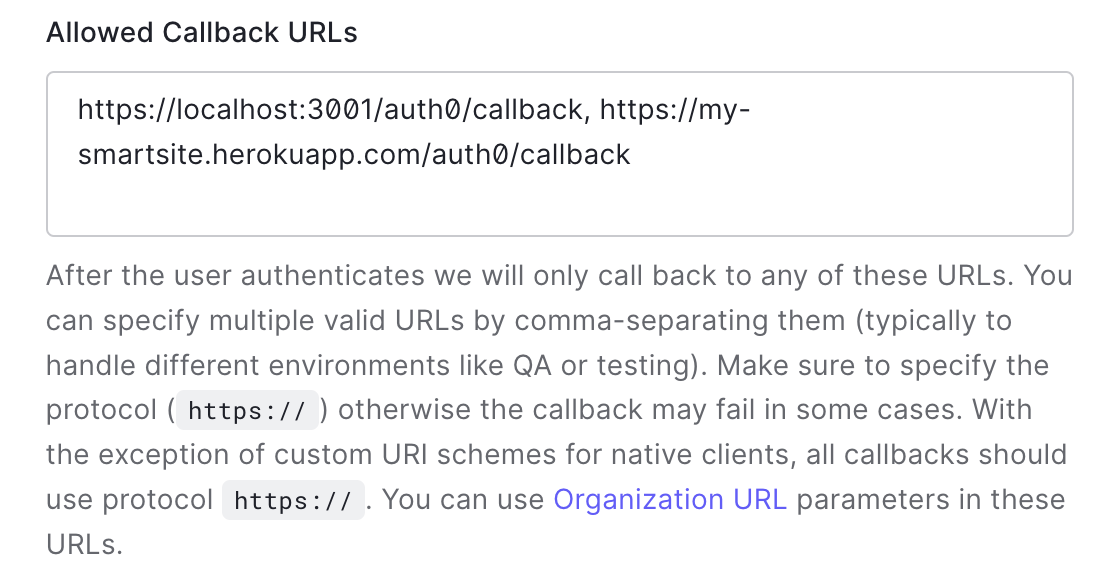 Allowed Callback URLs
https://localhost:3001/auth0/callback, https://my-
smartsite.herokuapp.com/auth0/callback
After the user authenticates we will only call back to any of these URLs. You
can specify multiple valid URLs by comma-separating them (typically to
handle different environments like QA or testing). Make sure to specify the
protocol ( https:// ) otherwise the callback may fail in some cases. With
the exception of custom URI schemes for native clients, all callbacks should
use protocol https:// . You can use Organization URL parameters in these
URLs.